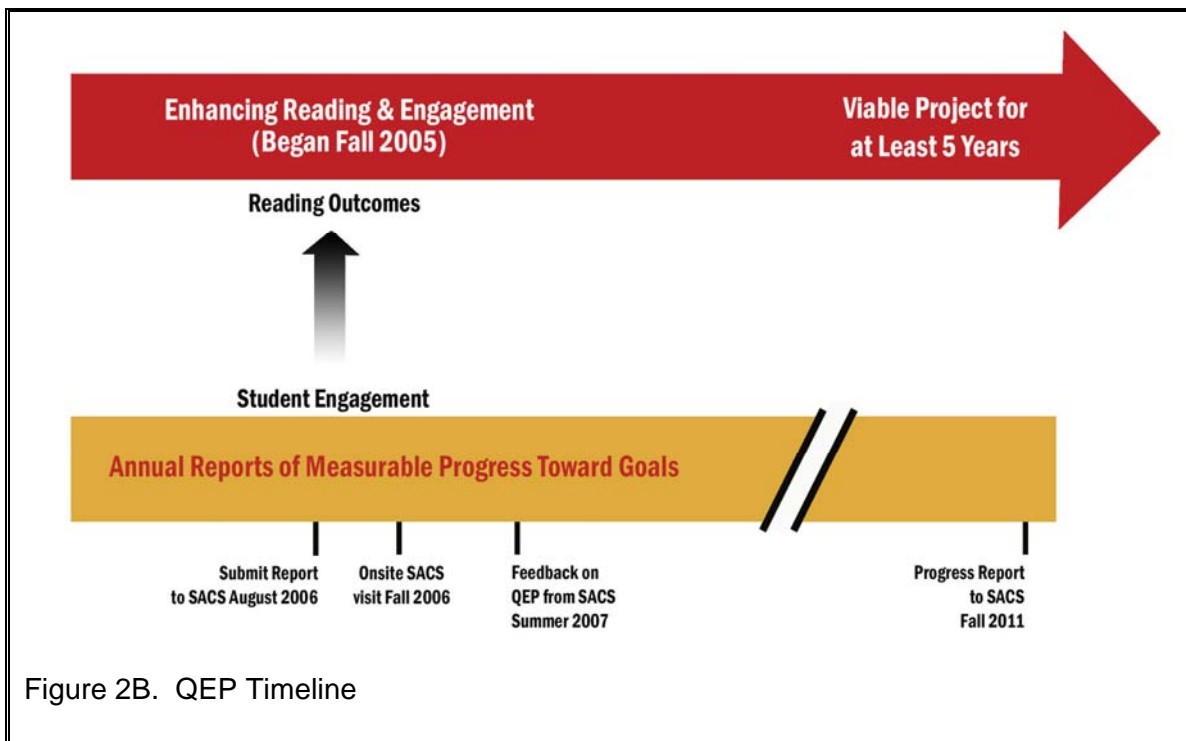 Enhancing Reading & Engagement
(Began Fall 2005)
Viable Project for
at Least 5 Years
Reading Outcomes
Student Engagement
Annual Reports of Measurable Progress Toward Goals
Submit Report
to SACS August 2006
Onsite SACS
visit Fall 2006
Feedback on
QEP from SACS
Summer 2007
Progress Report
to SACS
Fall 2011
Figure 2B. QEP Timeline